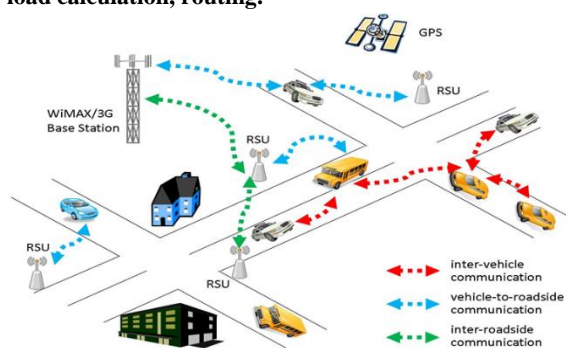 load calculation, routing.
GPS
RSU
WiMAX/3G
Base Station
RSU
RSU
RSU
inter-vehicle
communication
vehicle-to-roadside
communication
inter-roadside
communication